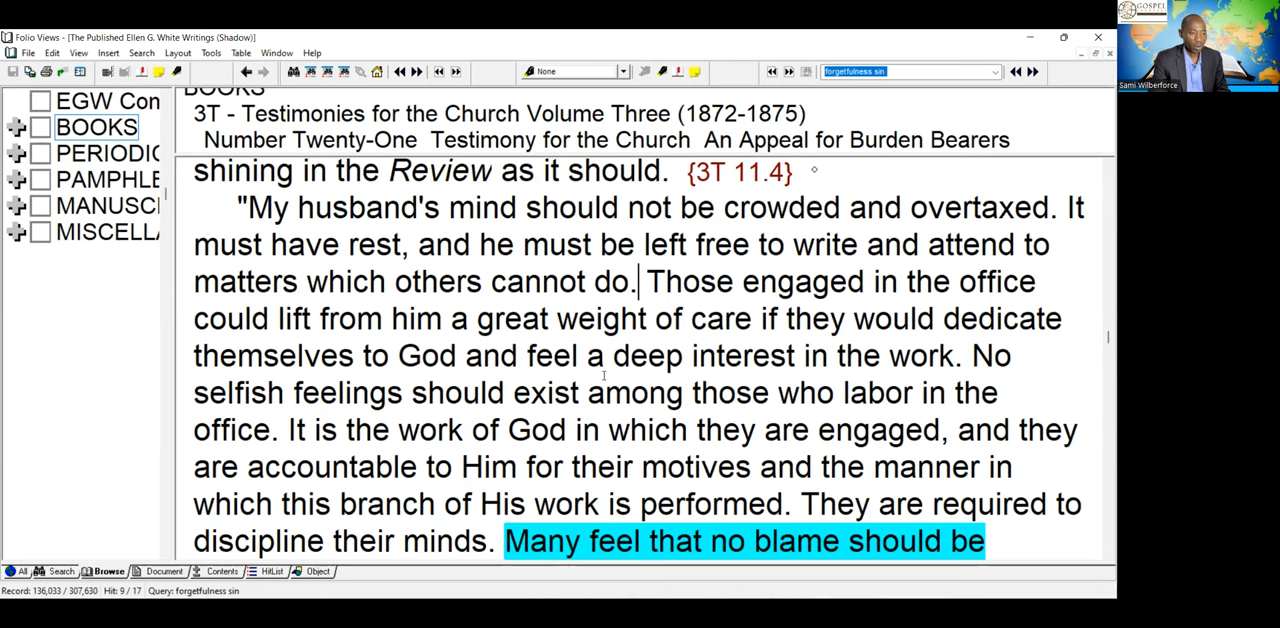 GOSPEL
Folio Views - [The Published Ellen G. White Writings (Shadow)]
File Edit View Insert Search Layout Tools Table Window Help
None
forgetfulness sin
Sami Wilberforce
EGW Com
BOOKS
PERIODIC
PAMPHLE
MANUSCI
MISCELLA
BOOKS
3T - Testimonies for the Church Volume Three (1872-1875)
Number Twenty-One Testimony for the Church An Appeal for Burden Bearers
shining in the Review as it should. {3T 11.4}
"My husband's mind should not be crowded and overtaxed. It
must have rest, and he must be left free to write and attend to
matters which others cannot do. Those engaged in the office
could lift from him a great weight of care if they would dedicate
themselves to God and feel a deep interest in the work. No
selfish feelings should exist among those who labor in the
office. It is the work of God in which they are engaged, and they
are accountable to Him for their motives and the manner in
which this branch of His work is performed. They are required to
discipline their minds. Many feel that no blame should be
All Search Browse Document Contents HitList Object
Record: 136,033 / 307,630 Hit: 9 / 17 Query: forgetfulness sin